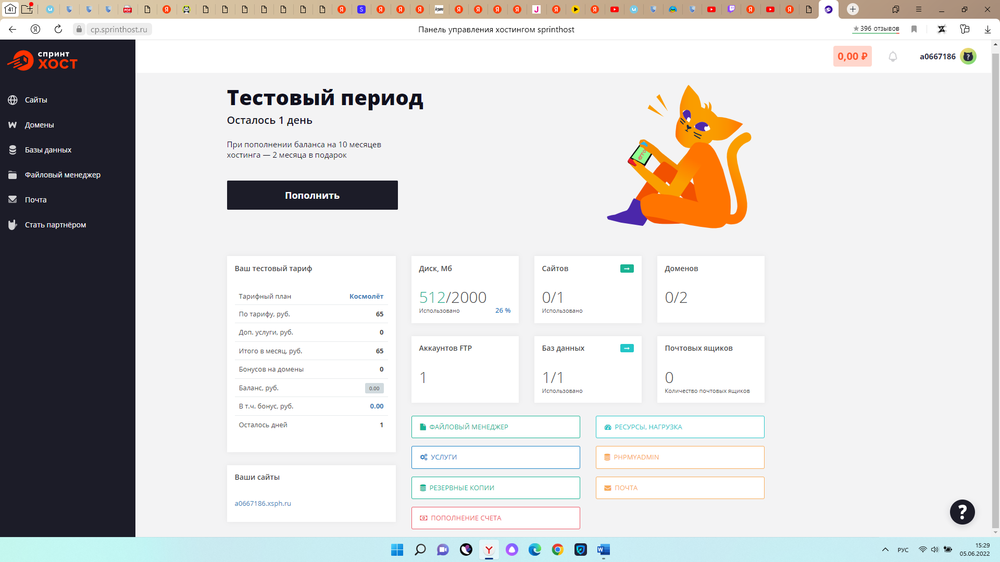 41
cp.sprinthost.ru
Панель управления хостингом sprinthost
★396 отзывов
спринт
ХОСТ
0,00 ₽
a0667186
Сайты
Домены
Базы данных
Файловый менеджер
Почта
Стать партнёром
Тестовый период
Осталось 1 день
При пополнении баланса на 10 месяцев
хостинга — 2 месяца в подарок
Пополнить
error
Ваш тестовый тариф
Тарифный план Космолёт
По тарифу, руб. 65
Доп. услуги, руб. 0
Итого в месяц, руб. 65
Бонусов на домены 0
Баланс, руб. 0.00
В т.ч. бонус, руб. 0.00
Осталось дней 1
Ваши сайты
a0667186.xsph.ru
Диск, Мб
512/2000
Использовано 26 %
Сайтов
0/1
Использовано
Доменов
0/2
Аккаунтов FTP
1
Баз данных
1/1
Использовано
Почтовых ящиков
0
Количество почтовых ящиков
ФАЙЛОВЫЙ МЕНЕДЖЕР
РЕСУРСЫ, НАГРУЗКА
УСЛУГИ
PHPMYADMIN
РЕЗЕРВНЫЕ КОПИИ
ПОЧТА
ПОПОЛНЕНИЕ СЧЕТА
?
РУС
15:29
05.06.2022